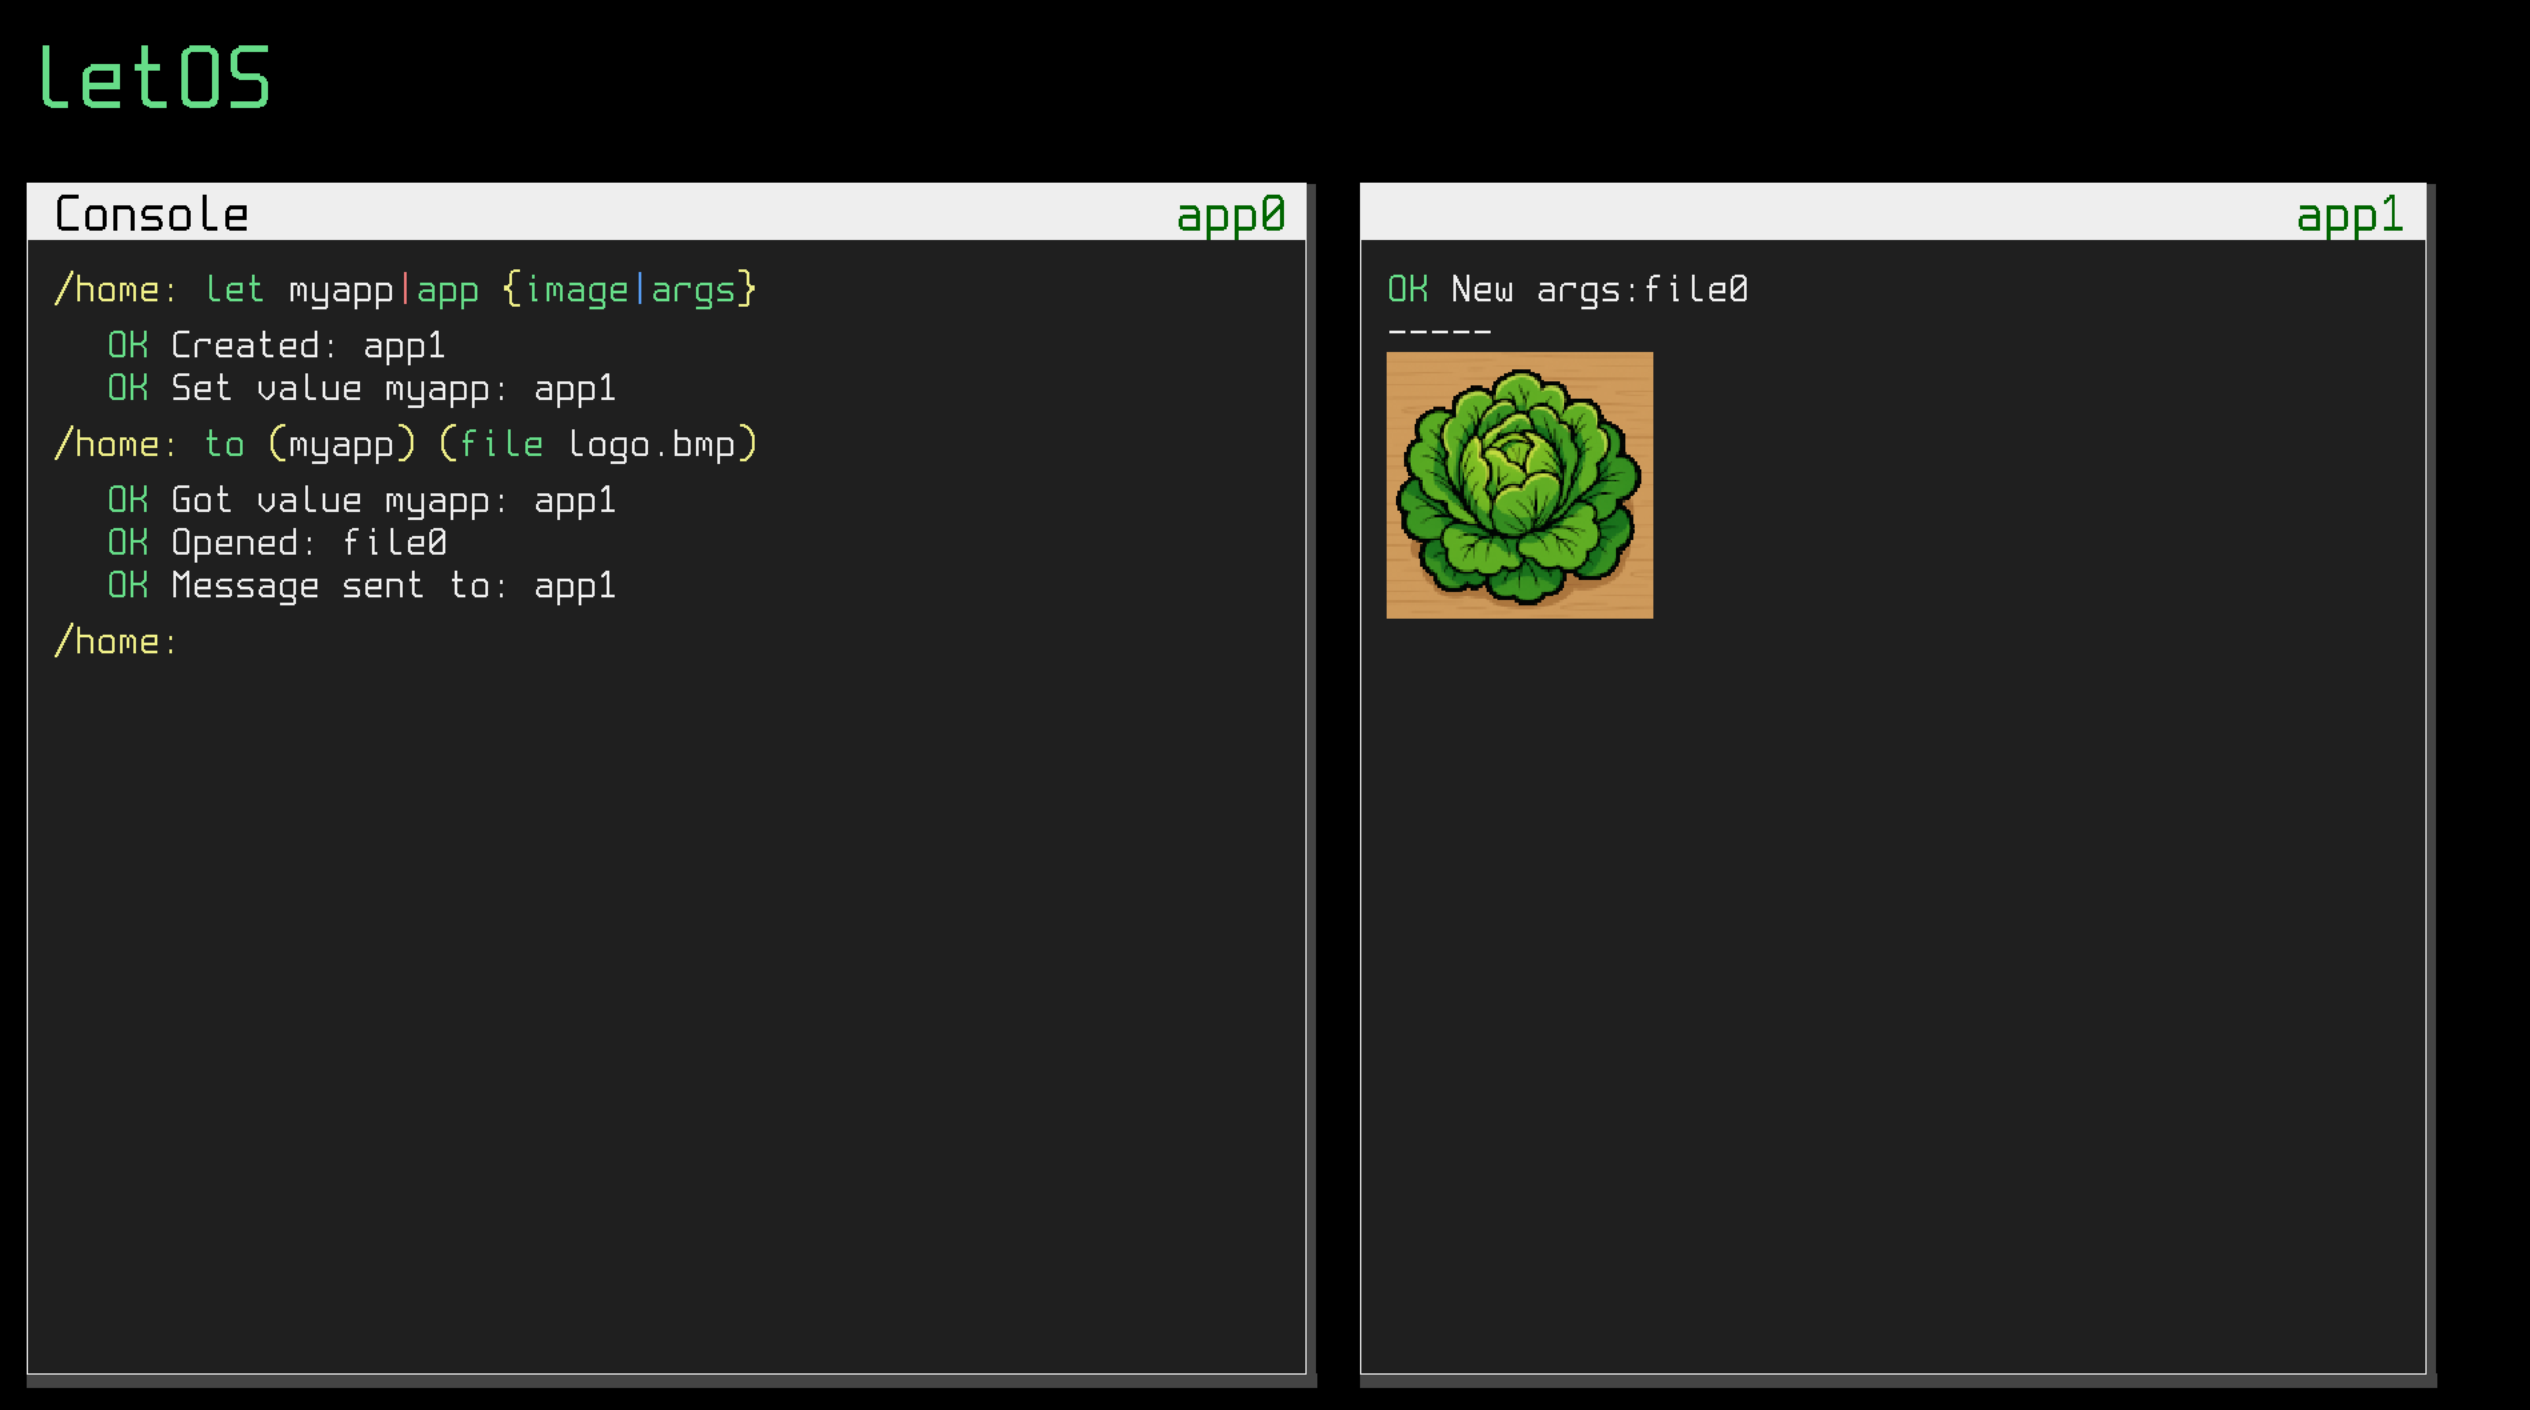 letOS
Console app0
/home: let myapp|app {image|args}
OK Created: app1
OK Set value myapp: app1
/home: to (myapp) (file logo.bmp)
OK Got value myapp: app1
OK Opened: file0
OK Message sent to: app1
/home:
app1
OK New args:file0
-----